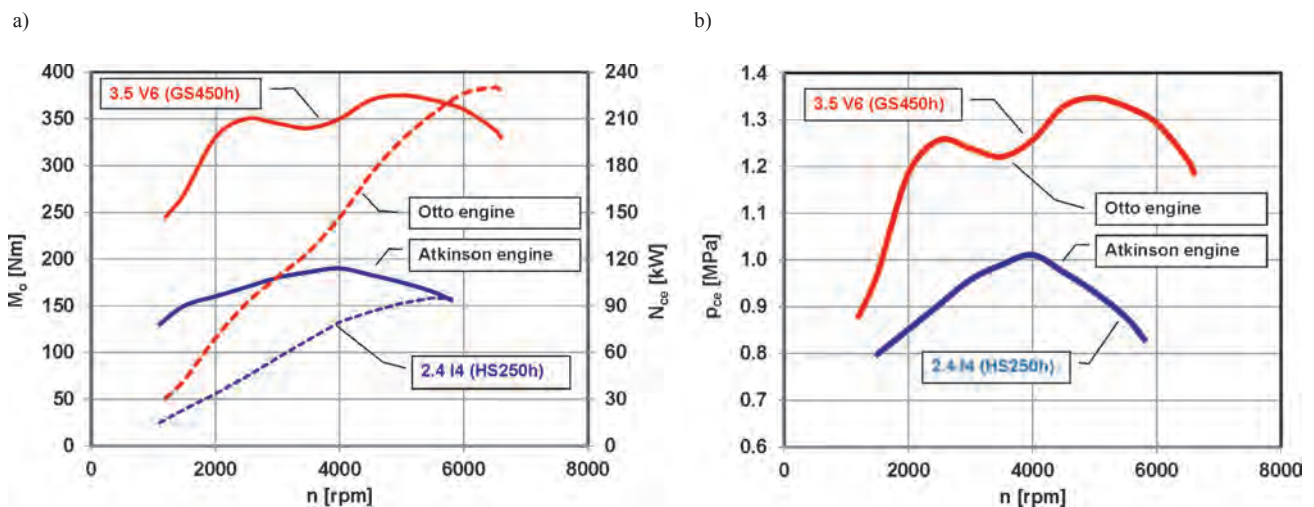 a)
b)
3.5 V6 (GS450h)
Otto engine
Atkinson engine
2.4 I4 (HS250h)
400
350
300
250
200
150
100
50
0
M_o [Nm]
240
210
180
150
120
90
60
30
0
N_ce [kW]
0 2000 4000 6000 8000
n [rpm]
3.5 V6 (GS450h)
Otto engine
Atkinson engine
2.4 I4 (HS250h)
1.4
1.3
1.2
1.1
1.0
0.9
0.8
0.7
0.6
p_ce [MPa]
0 2000 4000 6000 8000
n [rpm]